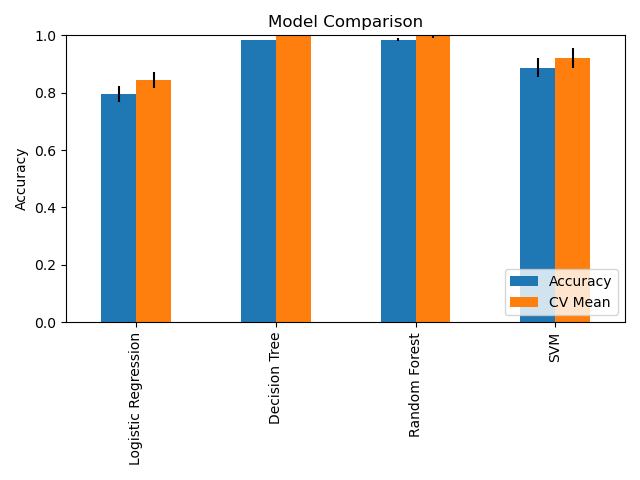 Model Comparison
1.0
0.8
0.6
0.4
0.2
0.0
Accuracy
Accuracy
CV Mean
Logistic Regression
Decision Tree
Random Forest
SVM